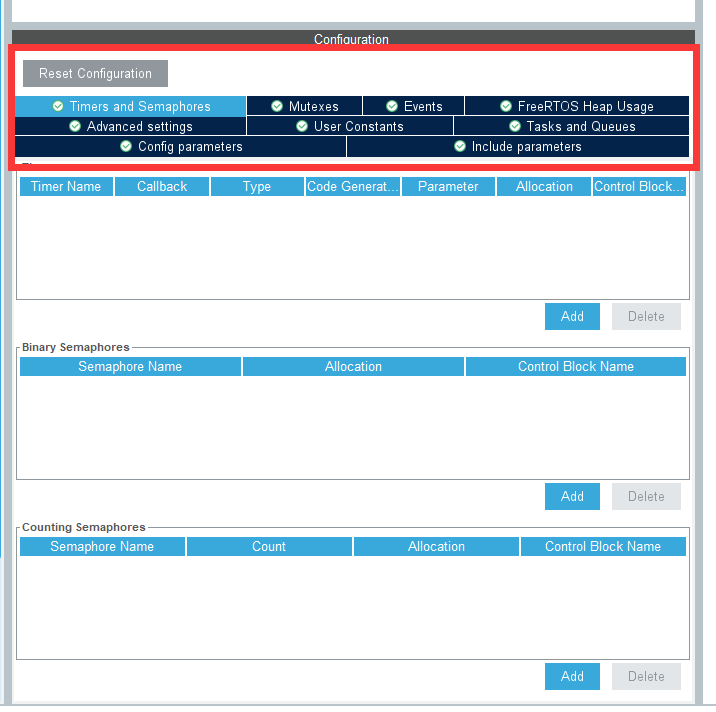 Configuration
Reset Configuration
Timers and Semaphores Mutexes Events FreeRTOS Heap Usage
Advanced settings User Constants Tasks and Queues
Config parameters Include parameters
Timer Name Callback Type Code Generat... Parameter Allocation Control Block...
Add Delete
Binary Semaphores
Semaphore Name Allocation Control Block Name
Add Delete
Counting Semaphores
Semaphore Name Count Allocation Control Block Name
Add Delete